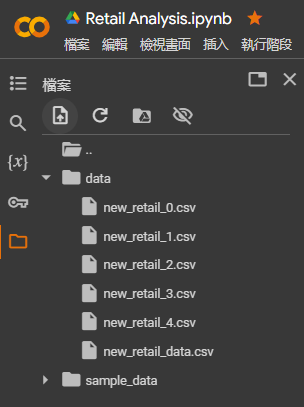 Retail Analysis.ipynb
檔案 編輯 檢視畫面 插入 執行階段
檔案
{x}
..
data
new_retail_0.csv
new_retail_1.csv
new_retail_2.csv
new_retail_3.csv
new_retail_4.csv
new_retail_data.csv
sample_data